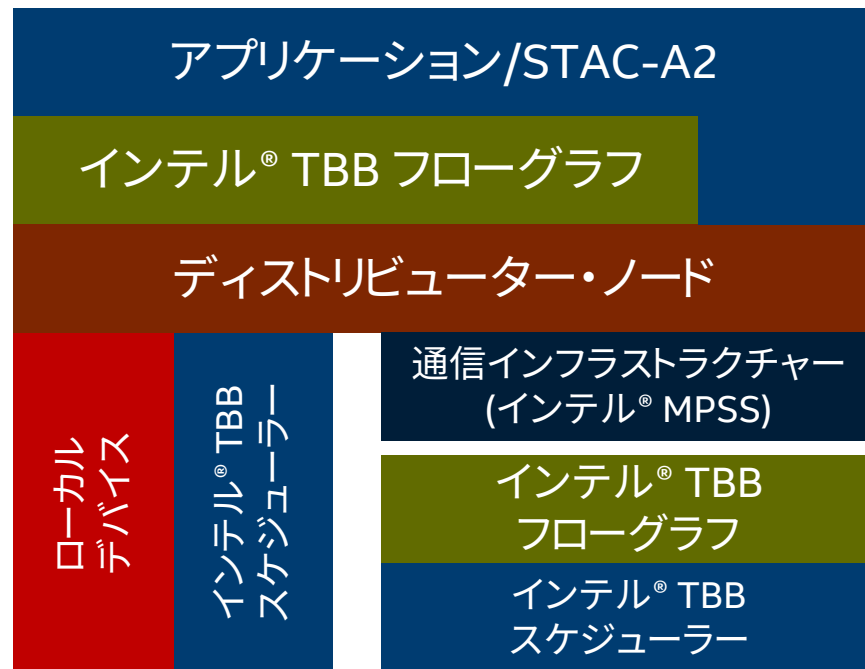 アプリケーション/STAC-A2
インテル® TBB フローグラフ
ディストリビューター・ノード
ローカル
デバイス
インテル® TBB
スケジューラー
通信インフラストラクチャー
(インテル® MPSS)
インテル® TBB
フローグラフ
インテル® TBB
スケジューラー